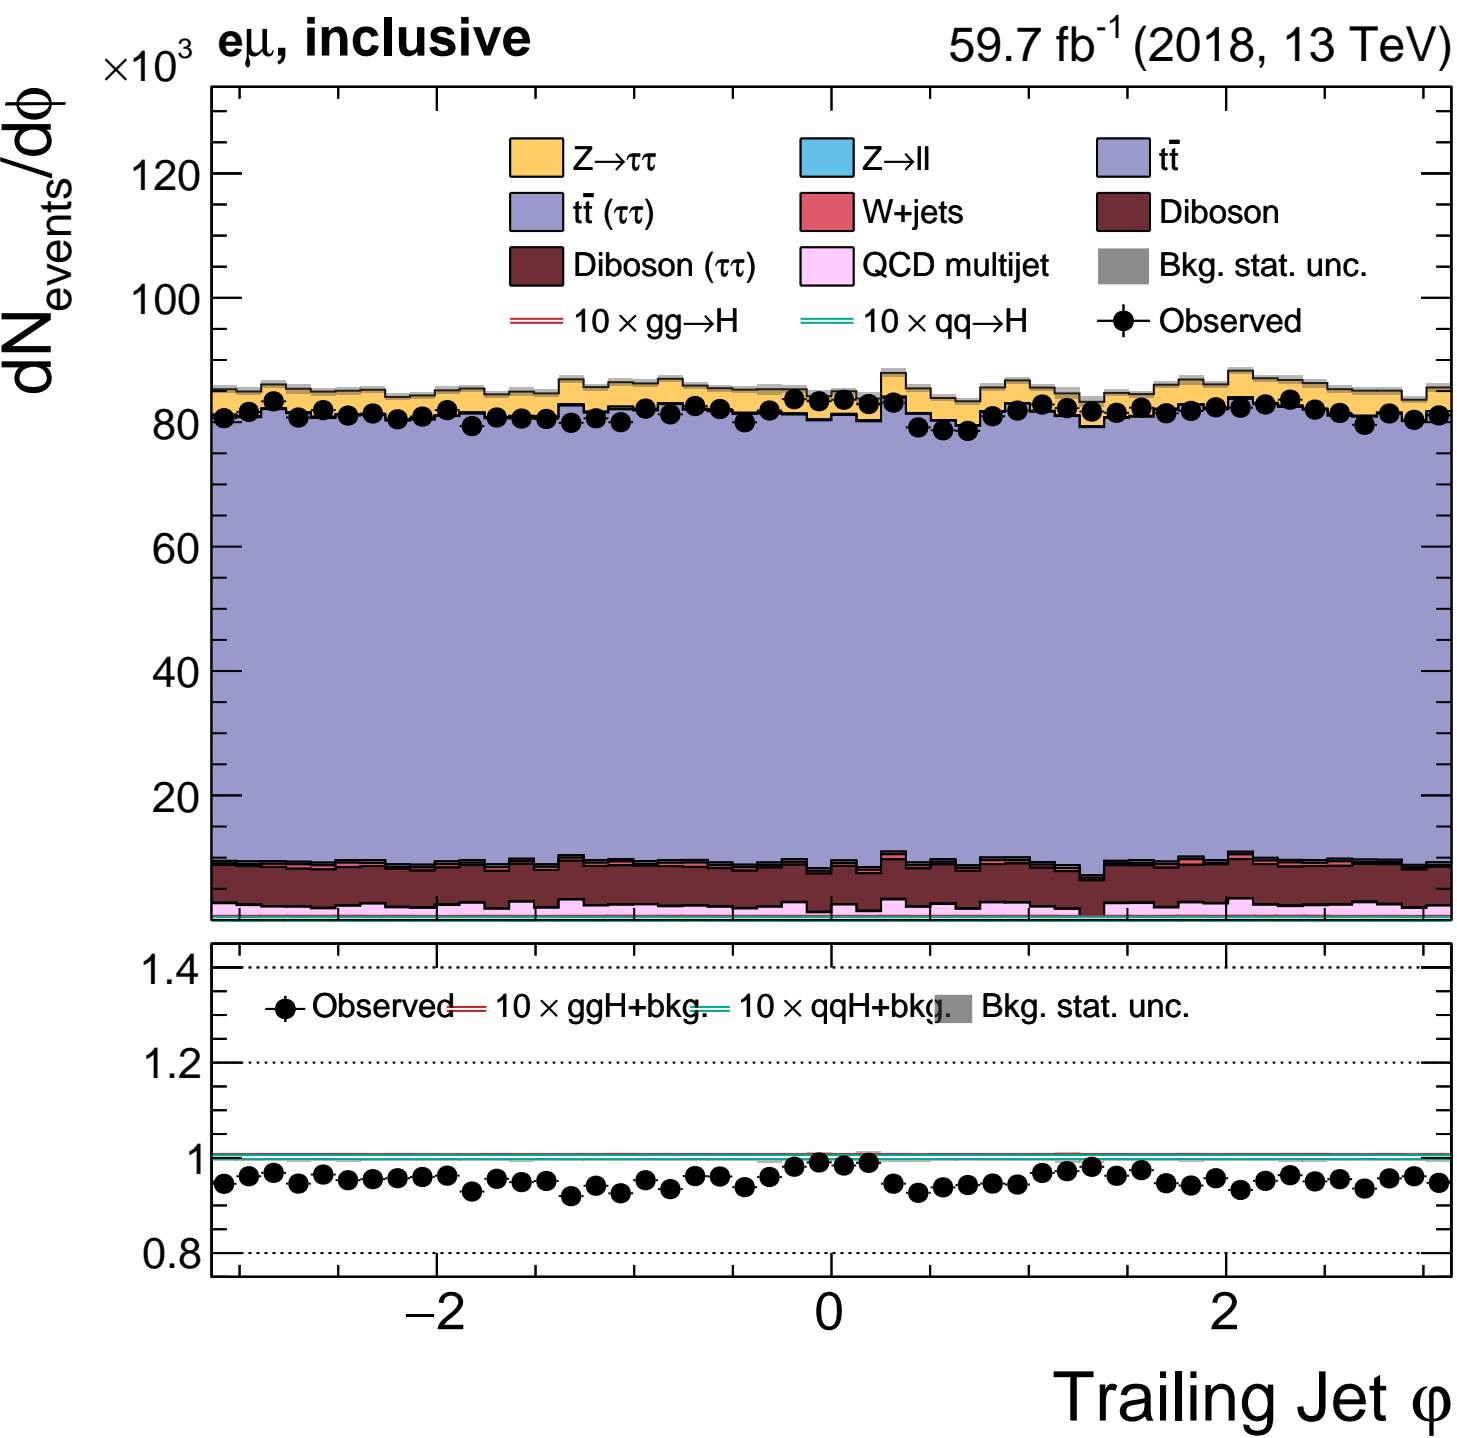 ×10³ eμ, inclusive 59.7 fb⁻¹ (2018, 13 TeV)
dN_events/dϕ
Z→ττ Z→ll tt̄
tt̄ (ττ) W+jets Diboson
Diboson (ττ) QCD multijet Bkg. stat. unc.
10 × gg→H 10 × qq→H Observed
120
100
80
60
40
20
1.4
Observed 10 × ggH+bkg. 10 × qqH+bkg. Bkg. stat. unc.
1.2
1
0.8
−2 0 2
Trailing Jet φ